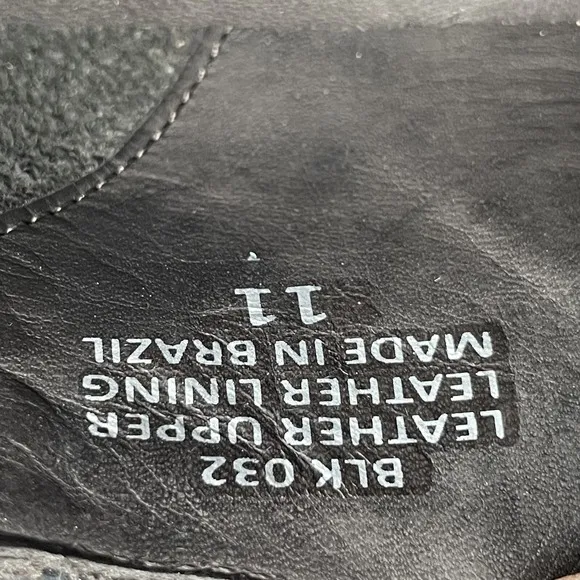 BLK 032
LEATHER UPPER
LEATHER LINING
MADE IN BRAZIL
11